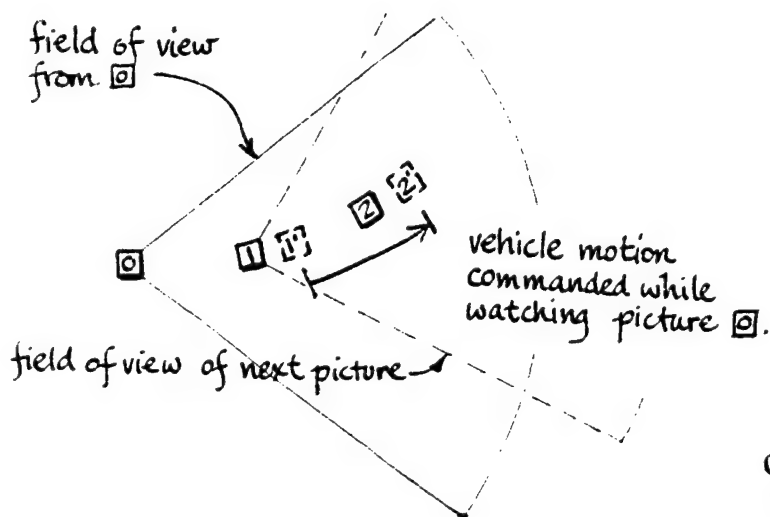 field of view
from 0
0
1
1'
2
2'
vehicle motion
commanded while
watching picture 0.
field of view of next picture